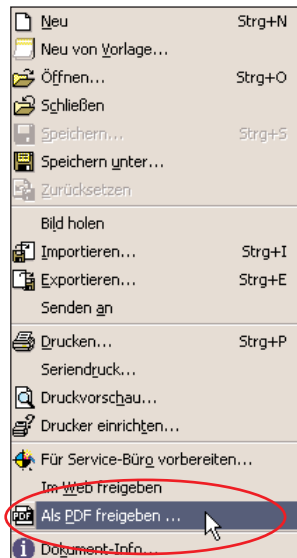 Neu Strg+N
Neu von Vorlage...
Öffnen... Strg+O
Schließen
Speichern... Strg+S
Speichern unter...
Zurücksetzen
Bild holen
Importieren... Strg+I
Exportieren... Strg+E
Senden an
Drucken... Strg+P
Seriendruck...
Druckvorschau...
Drucker einrichten...
Für Service-Büro vorbereiten...
Im Web freigeben
PDF Als PDF freigeben ...
Dokument-Info...